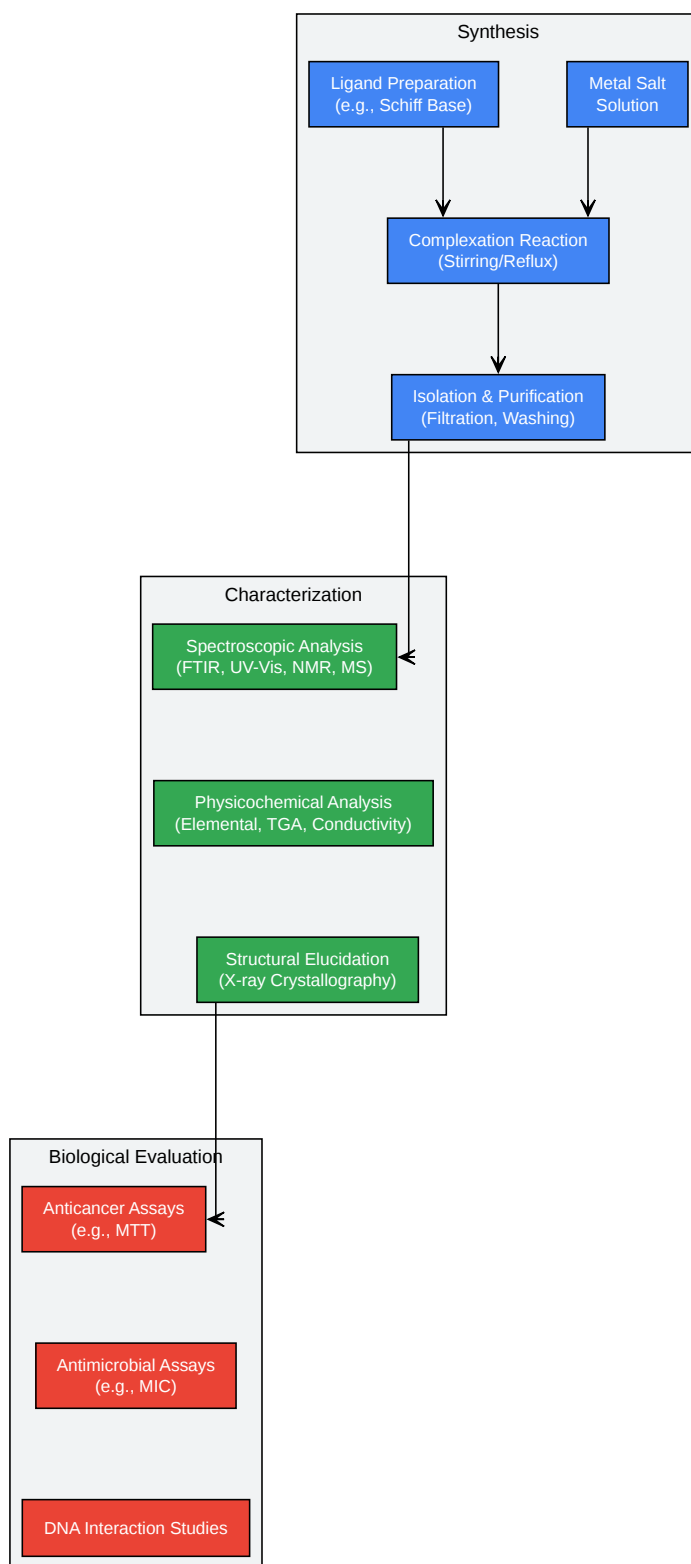 Synthesis
Ligand Preparation
(e.g., Schiff Base)
Metal Salt
Solution
Complexation Reaction
(Stirring/Reflux)
Isolation & Purification
(Filtration, Washing)
Characterization
Spectroscopic Analysis
(FTIR, UV-Vis, NMR, MS)
Physicochemical Analysis
(Elemental, TGA, Conductivity)
Structural Elucidation
(X-ray Crystallography)
Biological Evaluation
Anticancer Assays
(e.g., MTT)
Antimicrobial Assays
(e.g., MIC)
DNA Interaction Studies